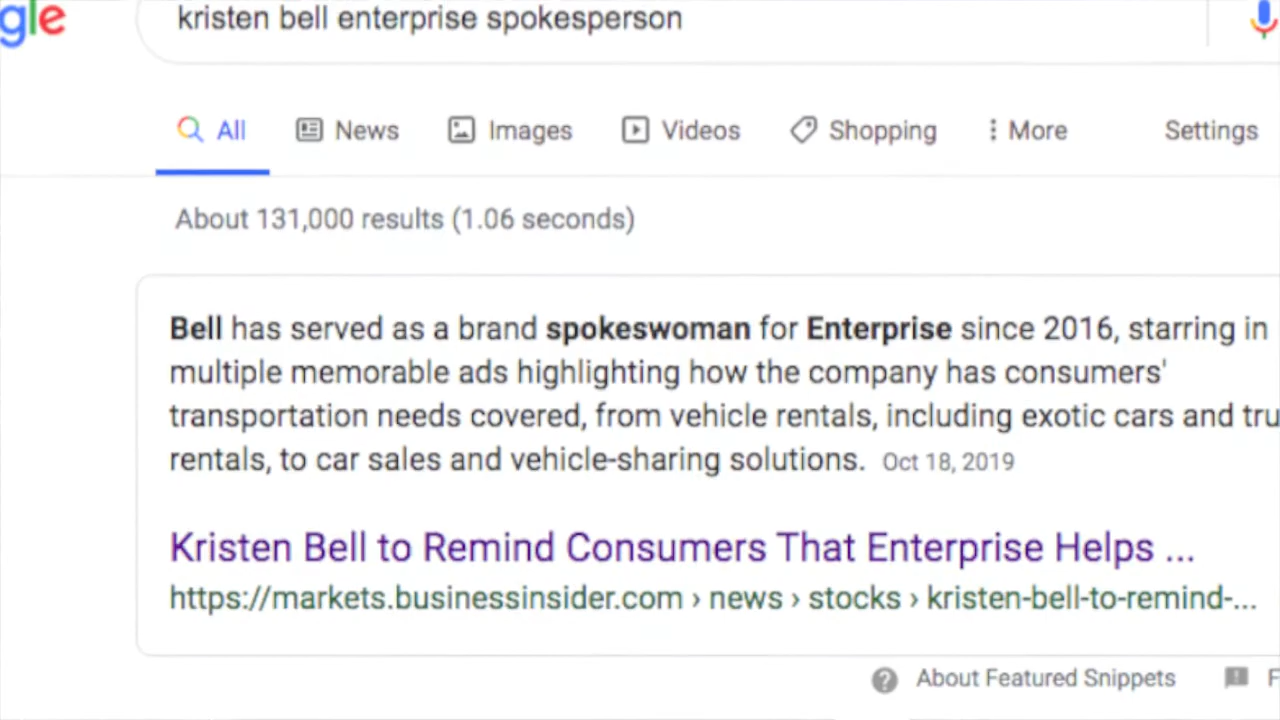 gle
kristen bell enterprise spokesperson
All News Images Videos Shopping More Settings
About 131,000 results (1.06 seconds)
Bell has served as a brand spokeswoman for Enterprise since 2016, starring in
multiple memorable ads highlighting how the company has consumers'
transportation needs covered, from vehicle rentals, including exotic cars and tru
rentals, to car sales and vehicle-sharing solutions. Oct 18, 2019
Kristen Bell to Remind Consumers That Enterprise Helps ...
https://markets.businessinsider.com › news › stocks › kristen-bell-to-remind-...
About Featured Snippets F